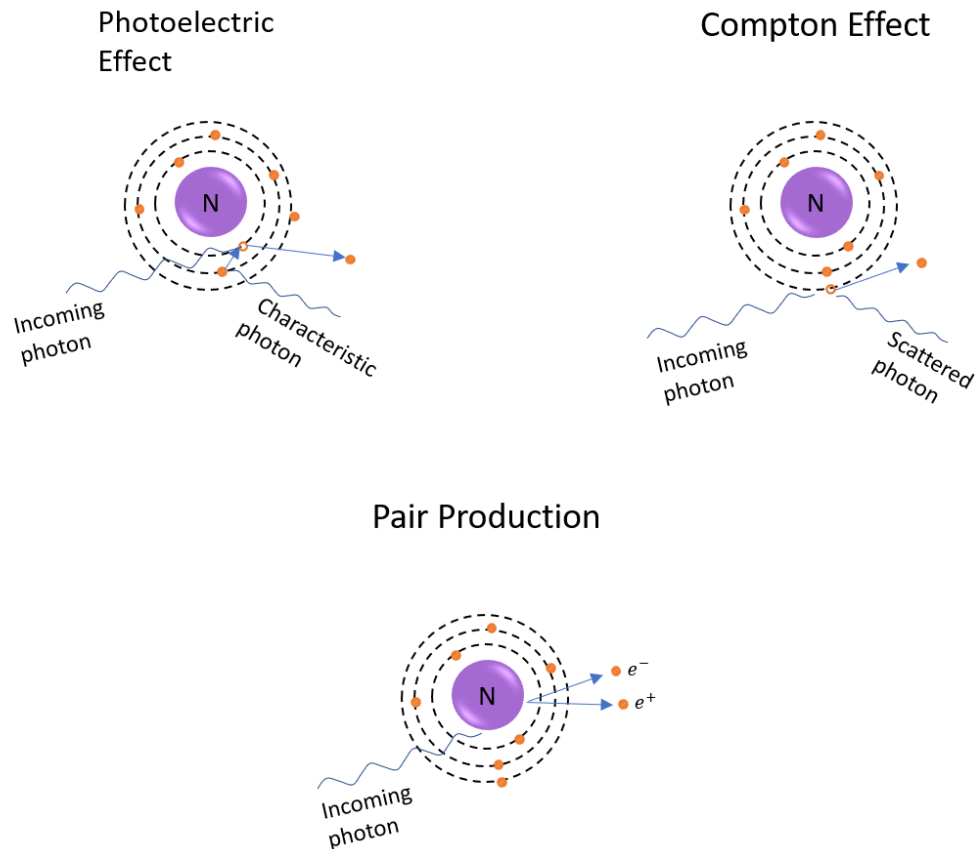 Photoelectric
Effect
N
Incoming
photon
Characteristic
photon
Compton Effect
N
Incoming
photon
Scattered
photon
Pair Production
N
e⁻
e⁺
Incoming
photon